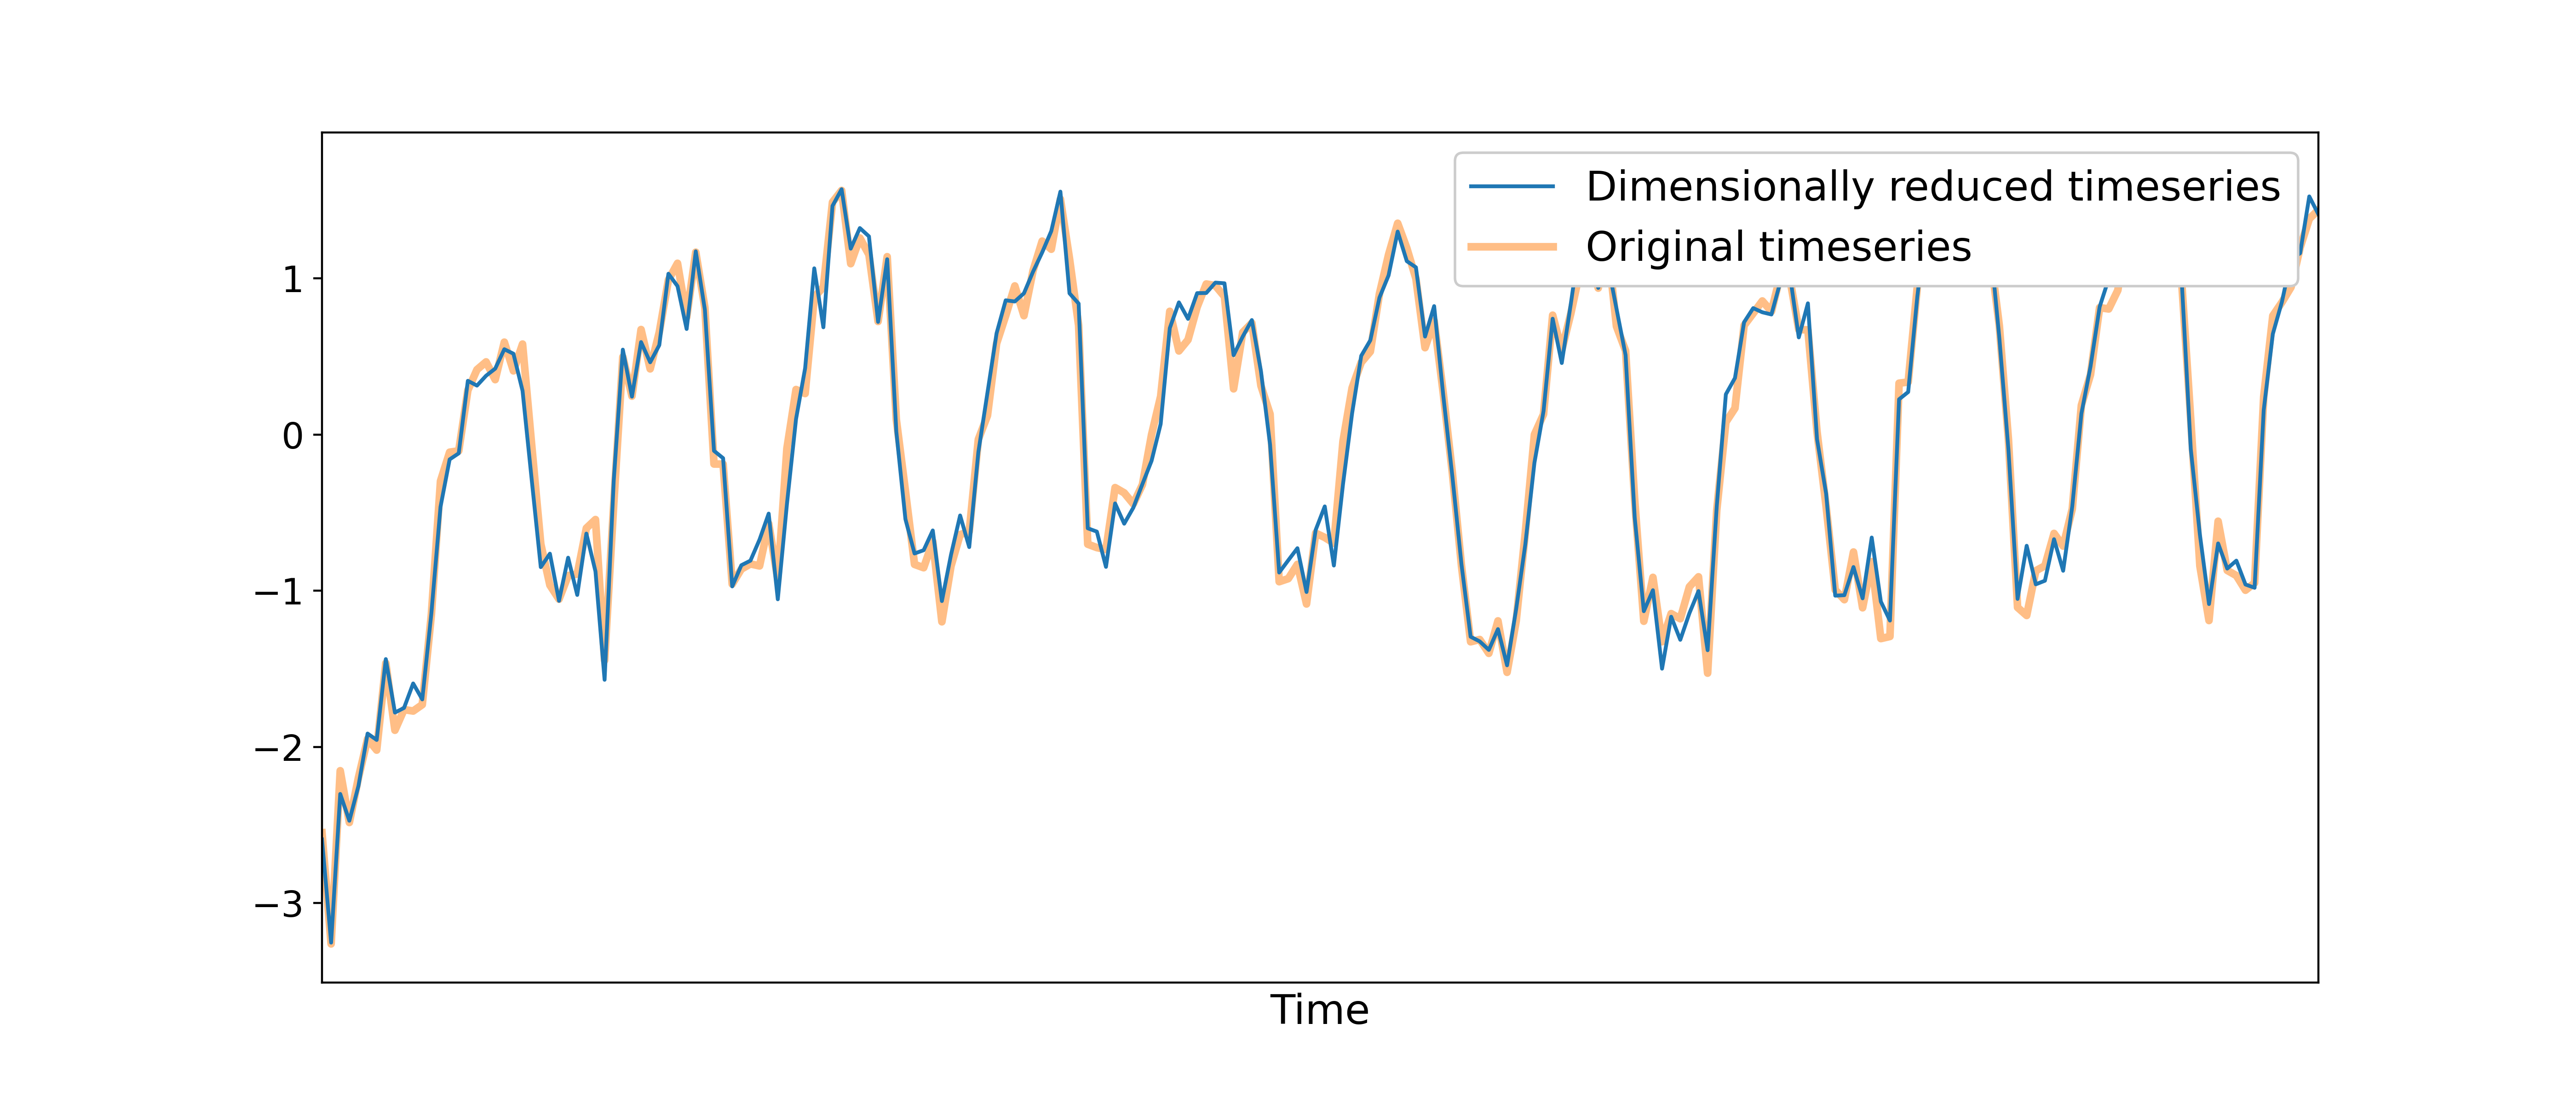 Dimensionally reduced timeseries
Original timeseries
1
0
−1
−2
−3
Time